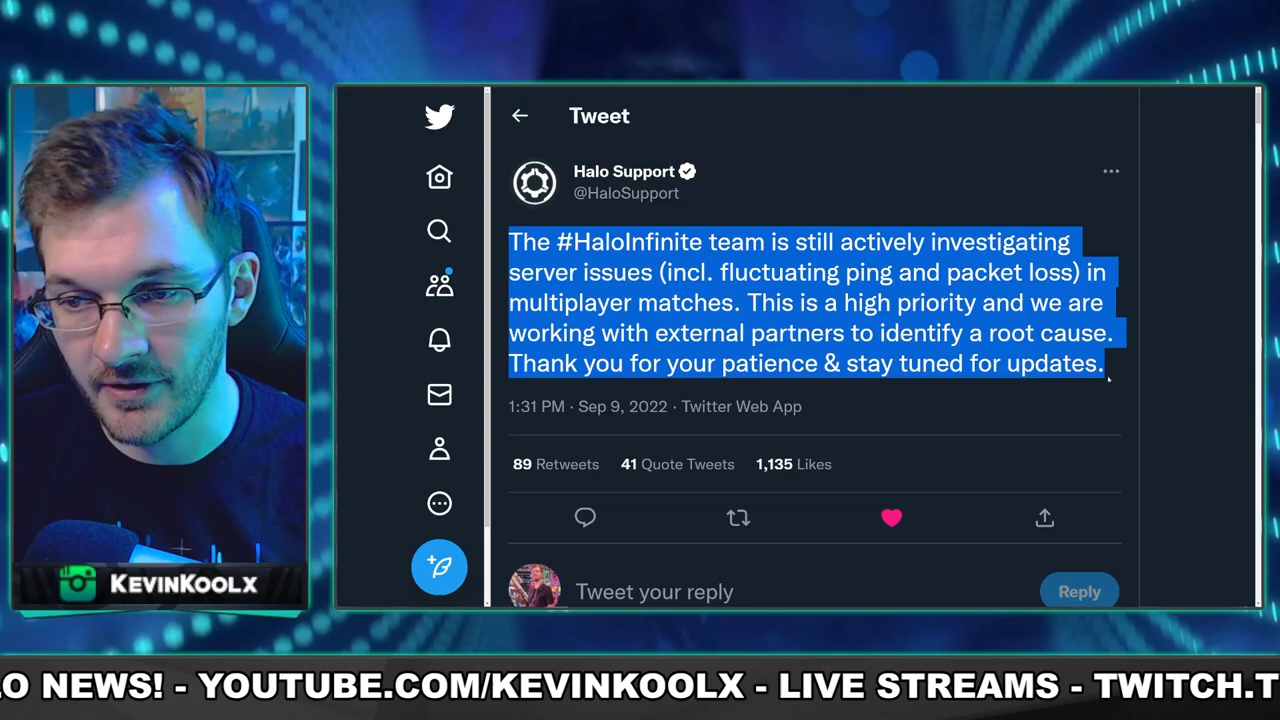 Tweet
Halo Support
@HaloSupport
The #HaloInfinite team is still actively investigating
server issues (incl. fluctuating ping and packet loss) in
multiplayer matches. This is a high priority and we are
working with external partners to identify a root cause.
Thank you for your patience & stay tuned for updates.
1:31 PM · Sep 9, 2022 · Twitter Web App
89 Retweets 41 Quote Tweets 1,135 Likes
Tweet your reply
Reply
KEVINKOOLX
O NEWS! - YOUTUBE.COM/KEVINKOOLX - LIVE STREAMS - TWITCH.T